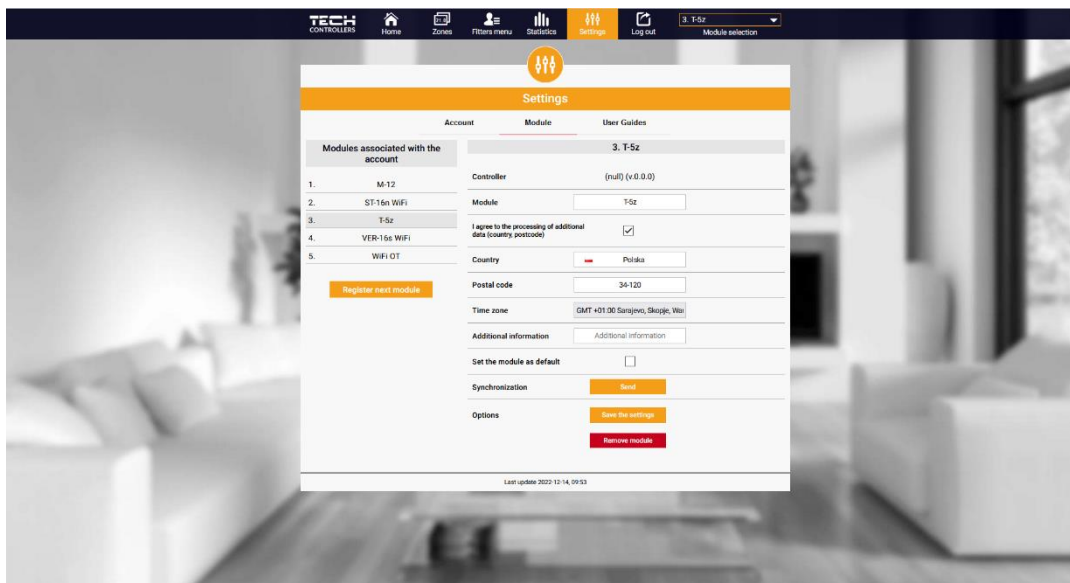 TECH
CONTROLLERS
Home
Zones
Fitters menu
Statistics
Settings
Log out
3. T-5z
Module selection
Settings
Account
Module
User Guides
Modules associated with the
account
1. M-12
2. ST-16n WiFi
3. T-5z
4. VER-16s WiFi
5. WiFi OT
Register next module
3. T-5z
Controller (null) (v.0.0.0)
Module T-5z
I agree to the processing of additional
data (country, postcode)
Country Polska
Postal code 34-120
Time zone GMT +01:00 Sarajevo, Skopje, War
Additional information Additional information
Set the module as default
Synchronization Send
Options Save the settings
Remove module
Last update 2022-12-14, 09:53